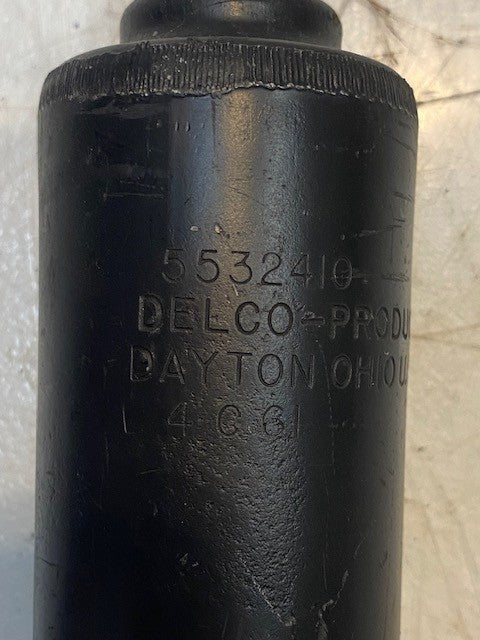 5532410
DELCO-PRODU
DAYTON OHIO U.
4 C 61